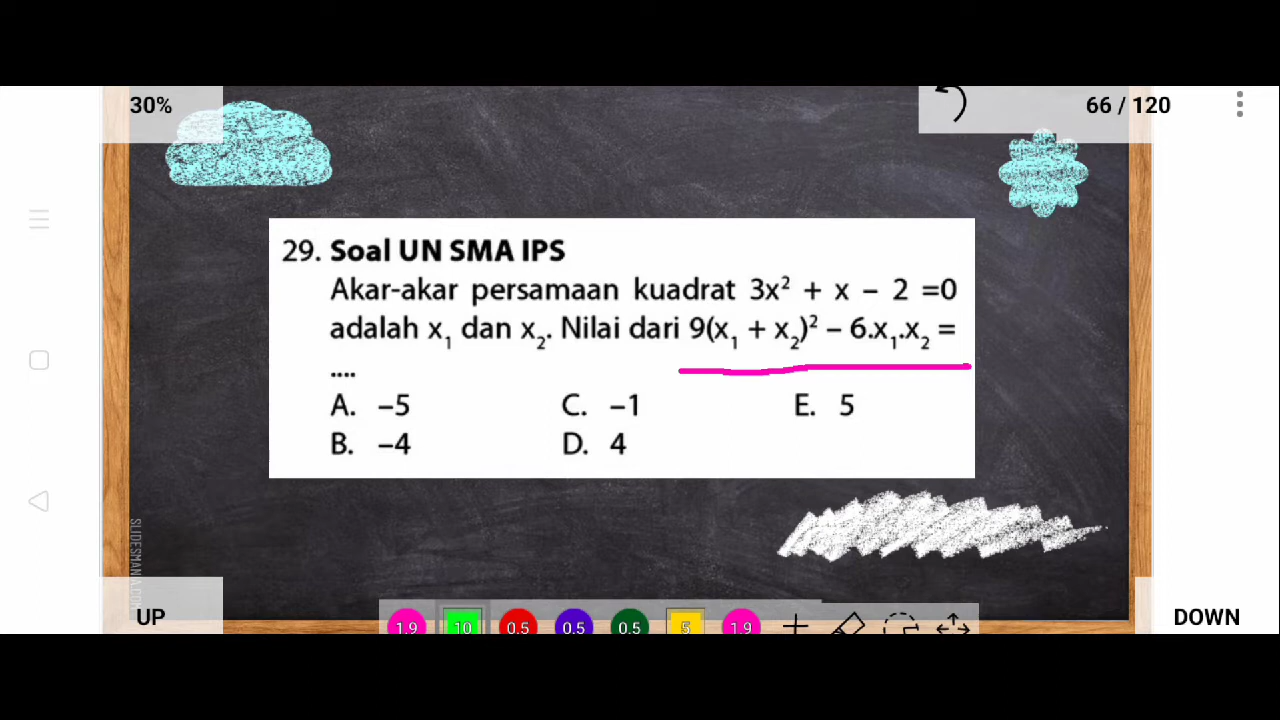 30%
66 / 120
29. Soal UN SMA IPS
Akar-akar persamaan kuadrat 3x² + x – 2 =0
adalah x₁ dan x₂. Nilai dari 9(x₁ + x₂)² – 6.x₁.x₂ =
....
A. –5 C. –1 E. 5
B. –4 D. 4
SLIDESMANIA.COM
UP
DOWN
1.9 10 0.5 0.5 0.5 5 1.9